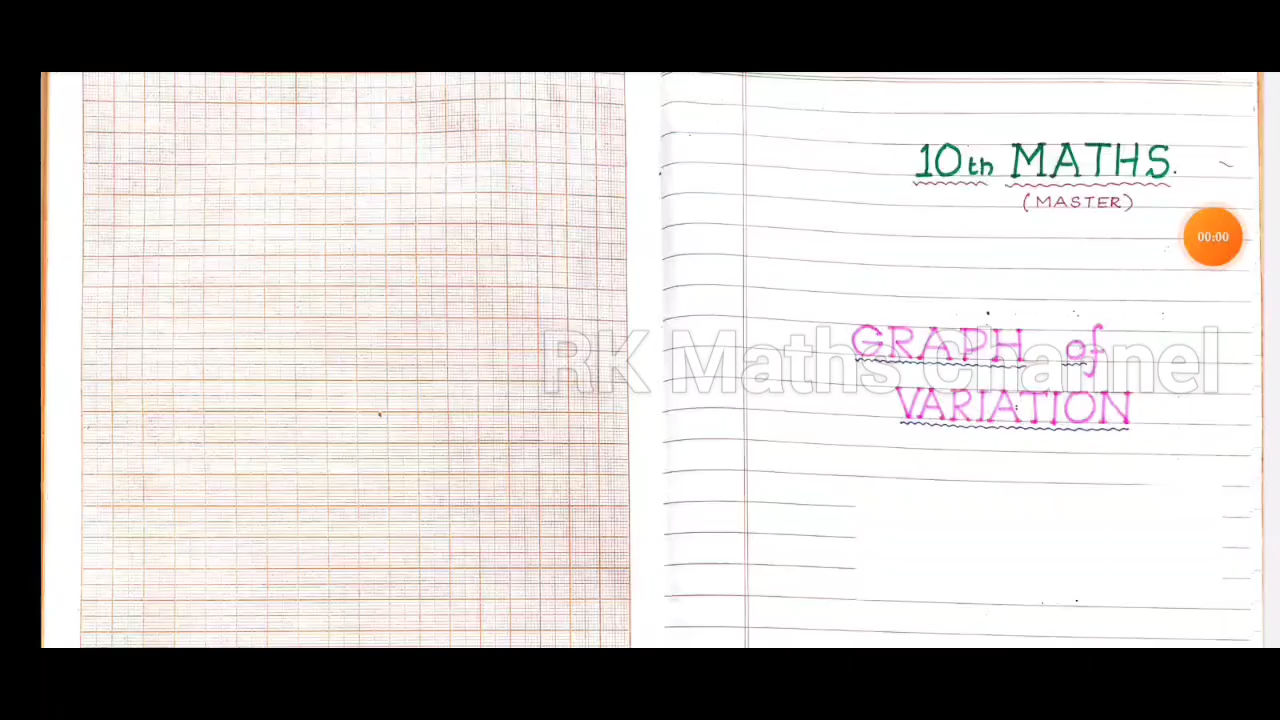 10th MATHS.
(MASTER)
00:00
GRAPH of
RK Maths Channel
VARIATION